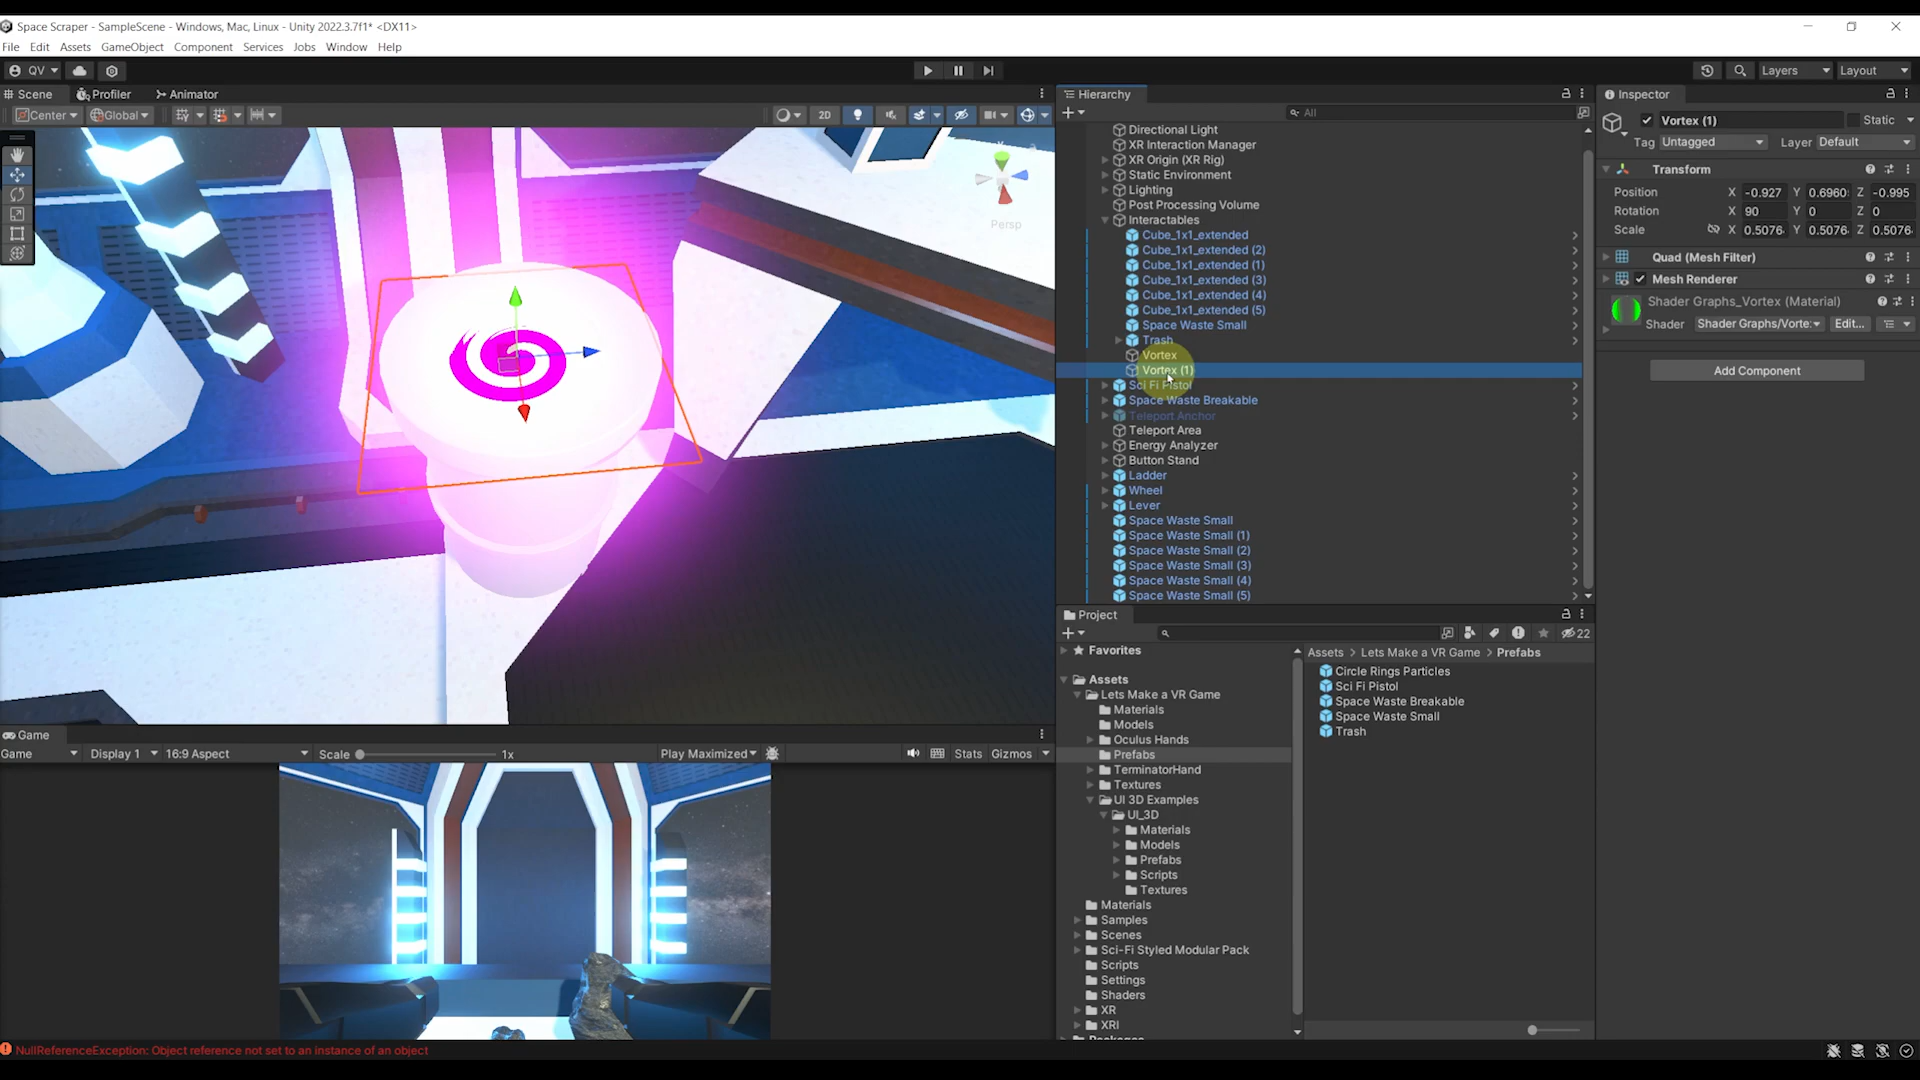 Space Scraper - SampleScene - Windows, Mac, Linux - Unity 2022.3.7f1* <DX11>
File Edit Assets GameObject Component Services Jobs Window Help
QV Layers Layout
Scene Profiler Animator
Center Global 2D
Persp
Hierarchy
All
Directional Light
XR Interaction Manager
XR Origin (XR Rig)
Static Environment
Lighting
Post Processing Volume
Interactables
Cube_1x1_extended
Cube_1x1_extended (2)
Cube_1x1_extended (1)
Cube_1x1_extended (3)
Cube_1x1_extended (4)
Cube_1x1_extended (5)
Space Waste Small
Trash
Vortex
Vortex (1)
Sci Fi Pistol
Space Waste Breakable
Teleport Anchor
Teleport Area
Energy Analyzer
Button Stand
Ladder
Wheel
Lever
Space Waste Small
Space Waste Small (1)
Space Waste Small (2)
Space Waste Small (3)
Space Waste Small (4)
Space Waste Small (5)
Inspector
Vortex (1) Static
Tag Untagged Layer Default
Transform
Position X -0.927 Y 0.6960 Z -0.995
Rotation X 90 Y 0 Z 0
Scale X 0.5076 Y 0.5076 Z 0.5076
Quad (Mesh Filter)
Mesh Renderer
Shader Graphs_Vortex (Material)
Shader Shader Graphs/Vorte: Edit...
Add Component
Project
22
Favorites
Assets
Lets Make a VR Game
Materials
Models
Oculus Hands
Prefabs
TerminatorHand
Textures
UI 3D Examples
UI_3D
Materials
Models
Prefabs
Scripts
Textures
Materials
Samples
Scenes
Sci-Fi Styled Modular Pack
Scripts
Settings
Shaders
XR
XRI
Assets > Lets Make a VR Game > Prefabs
Circle Rings Particles
Sci Fi Pistol
Space Waste Breakable
Space Waste Small
Trash
Game
Game Display 1 16:9 Aspect Scale 1x Play Maximized Stats Gizmos
NullReferenceException: Object reference not set to an instance of an object